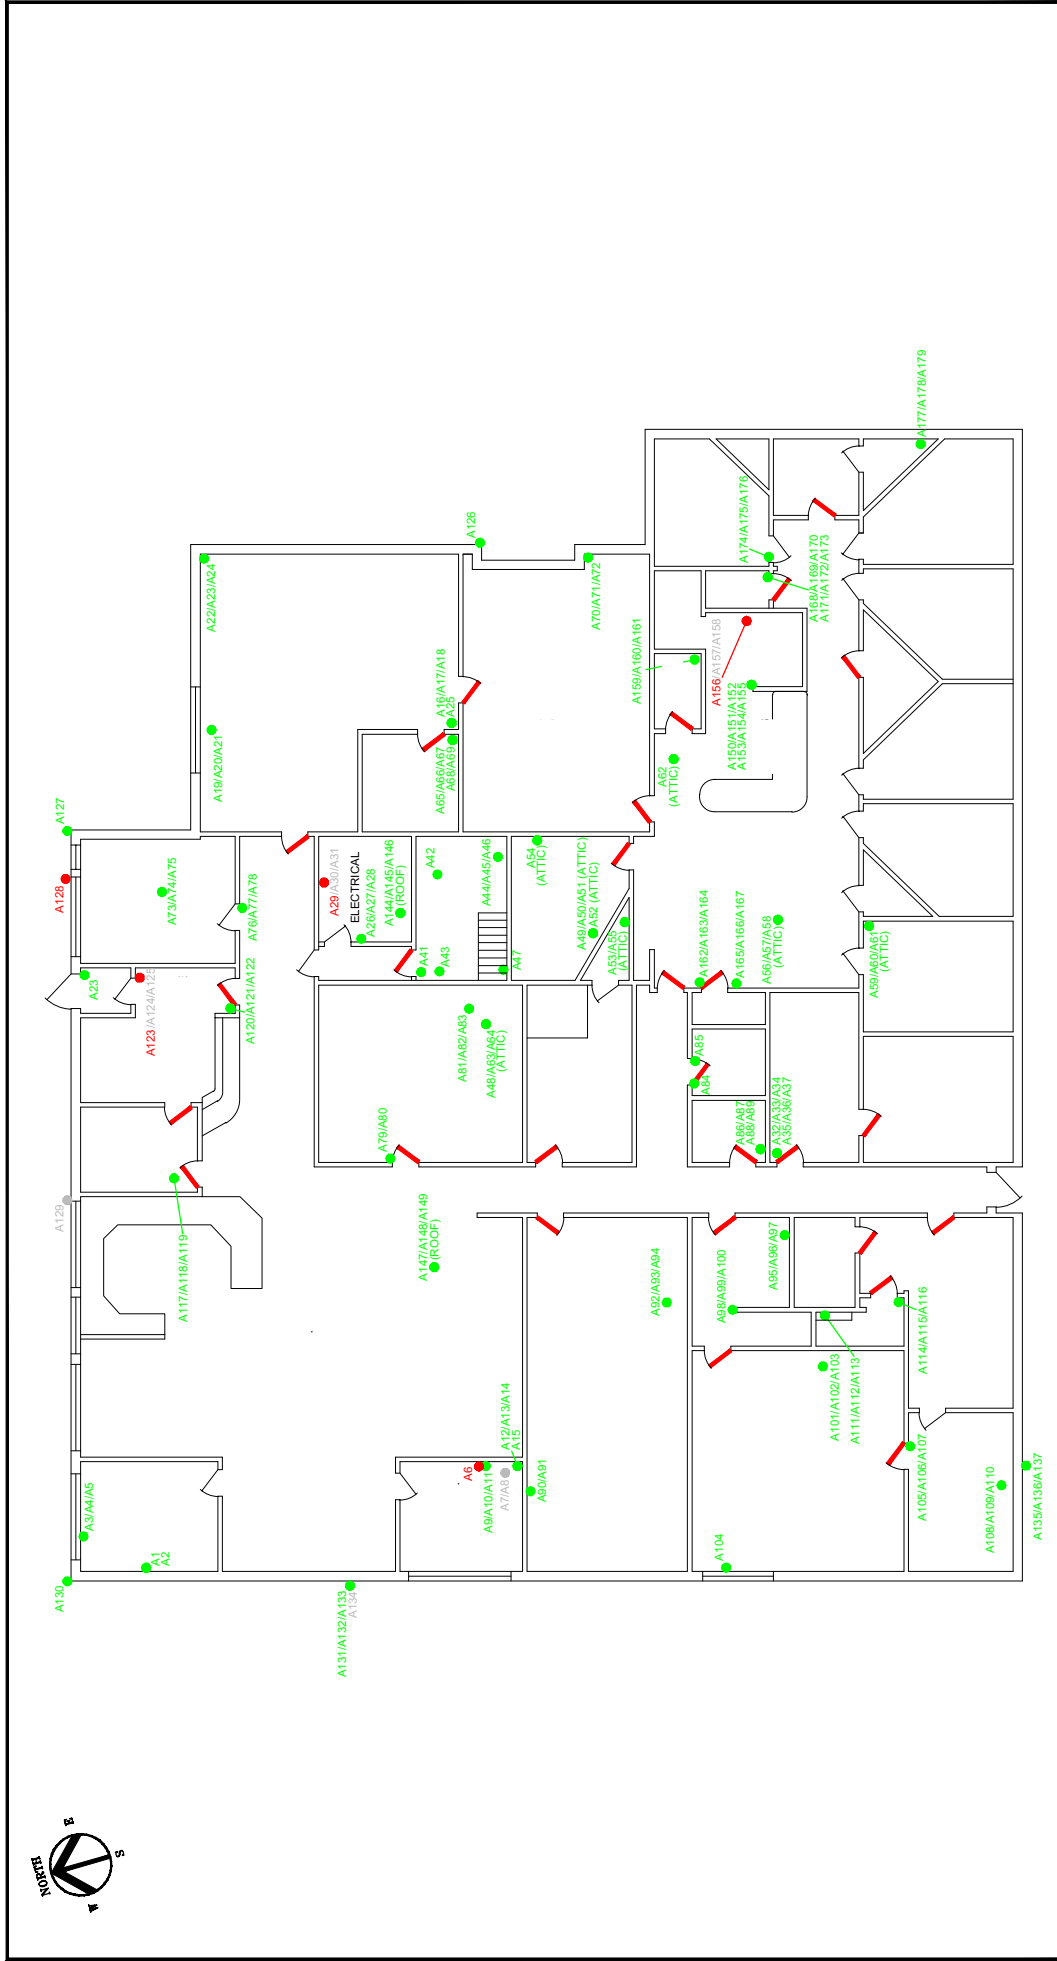 A177/A178/A179
A126
A174/A175/A176
A22/A23/A24
A70/A71/A72
A168/A169/A170
A171/A172/A173
A159/A160/A161
A156/A157/A158
A16/A17/A18
A25
A19/A20/A21
A150/A151/A152
A153/A154/A155
A65/A66/A67
A68/A69
A62
(ATTIC)
A127
A128
A73/A74/A75
A76/A77/A78
A29/A30/A31
ELECTRICAL
A26/A27/A28
A144/A145/A146
(ROOF)
A42
A44/A45/A46
A54
(ATTIC)
A49/A50/A51 (ATTIC)
A52 (ATTIC)
A53/A55
(ATTIC)
A162/A163/A164
A165/A166/A167
A56/A57/A58
(ATTIC)
A59/A60/A61
(ATTIC)
A23
A41
A43
A47
A123/A124/A125
A120/A121/A122
A81/A82/A83
A48/A63/A64
(ATTIC)
A85
A84
A79/A80
A86/A87
A88/A89
A32/A33/A34
A35/A36/A37
A129
A117/A118/A119
A147/A148/A149
(ROOF)
A92/A93/A94
A95/A96/A97
A98/A99/A100
A114/A115/A116
A101/A102/A103
A111/A112/A113
A12/A13/A14
A15
A6
A9/A10/A11
A7/A8
A90/A91
A105/A106/A107
A108/A109/A110
A135/A136/A137
A3/A4/A5
A1
A2
A104
A130
A131/A132/A133
A134
NORTH
E
S
W